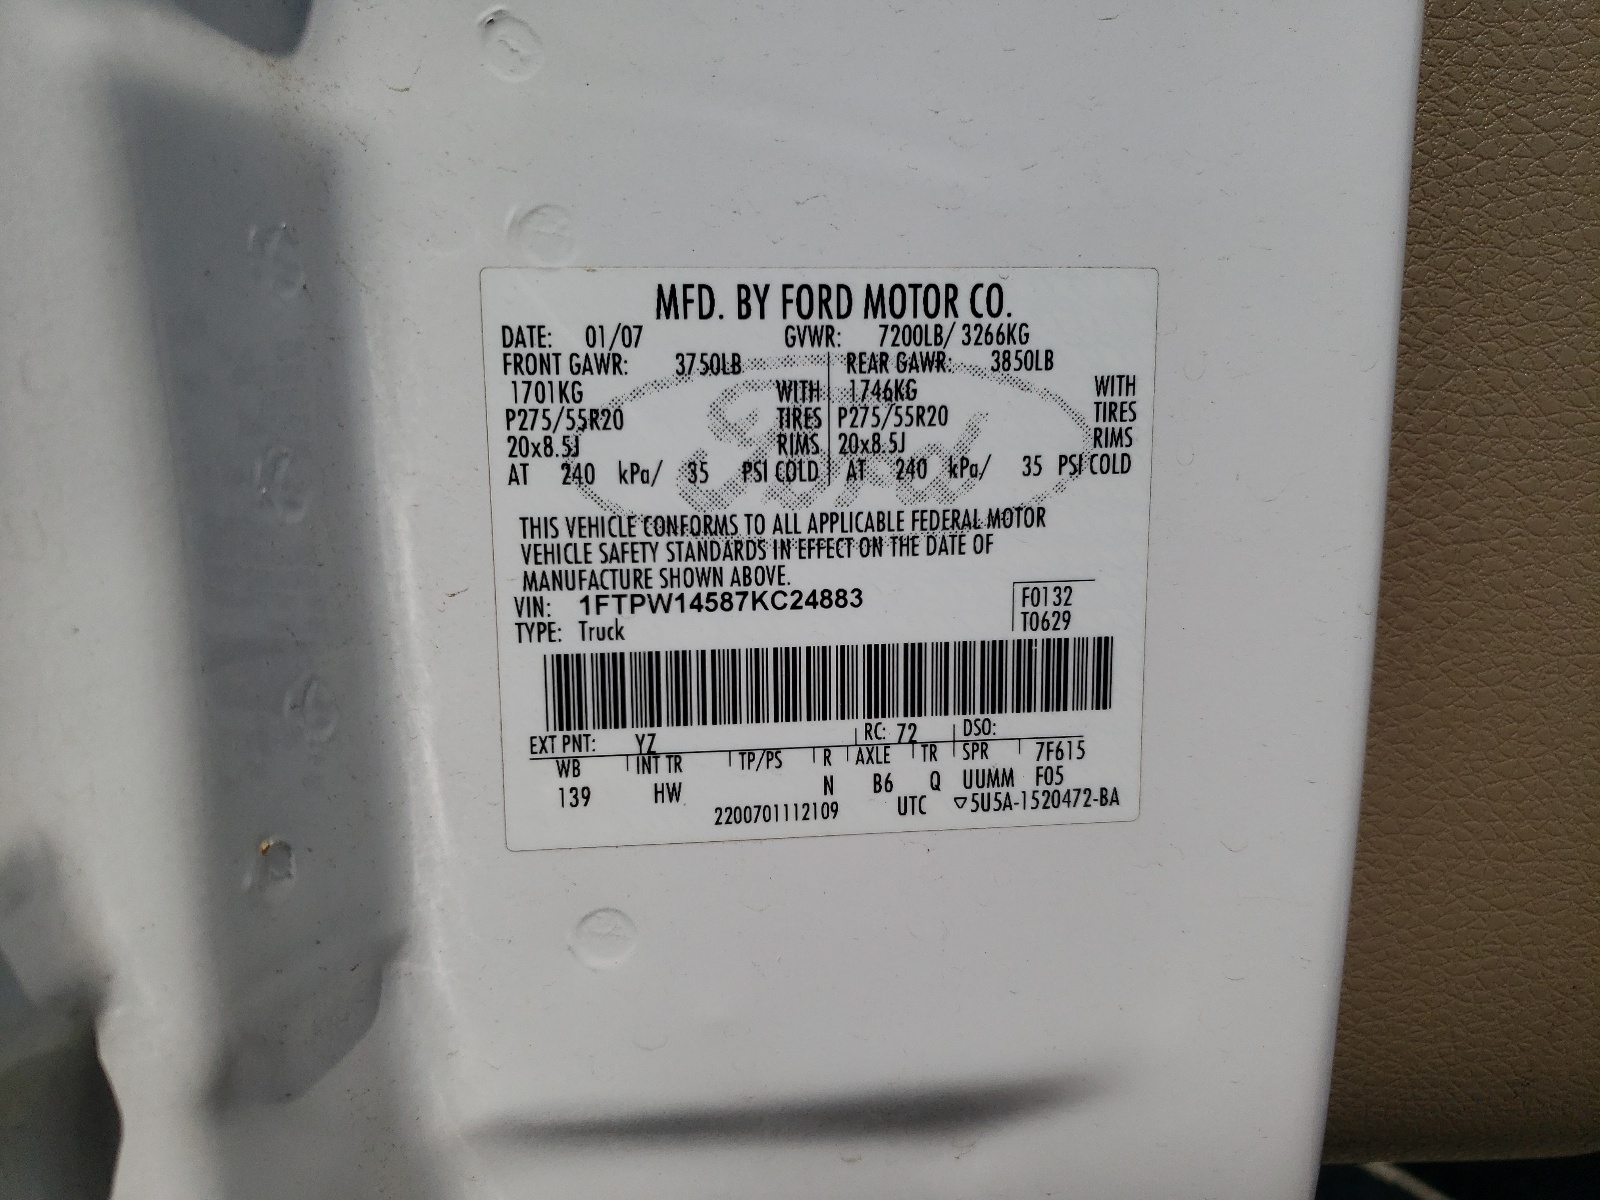 MFD. BY FORD MOTOR CO.
DATE: 01/07 GVWR: 7200LB/ 3266KG
FRONT GAWR: 3750LB REAR GAWR: 3850LB
1701KG WITH 1746KG WITH
P275/55R20 TIRES P275/55R20 TIRES
20x8.5J RIMS 20x8.5J RIMS
AT 240 kPa/ 35 PSI COLD AT 240 kPa/ 35 PSI COLD
Ford
THIS VEHICLE CONFORMS TO ALL APPLICABLE FEDERAL MOTOR
VEHICLE SAFETY STANDARDS IN EFFECT ON THE DATE OF
MANUFACTURE SHOWN ABOVE.
VIN: 1FTPW14587KC24883 F0132
TYPE: Truck T0629
EXT PNT: YZ RC: 72 DSO:
WB INT TR TP/PS R AXLE TR SPR 7F615
139 HW N B6 Q UUMM F05
2200701112109 UTC ▽5U5A-1520472-BA